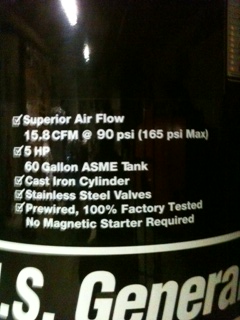 ☑ Superior Air Flow
15.8 CFM @ 90 psi (165 psi Max)
☑ 5 HP
60 Gallon ASME Tank
☑ Cast Iron Cylinder
☑ Stainless Steel Valves
☑ Prewired, 100% Factory Tested
No Magnetic Starter Required
.S. General